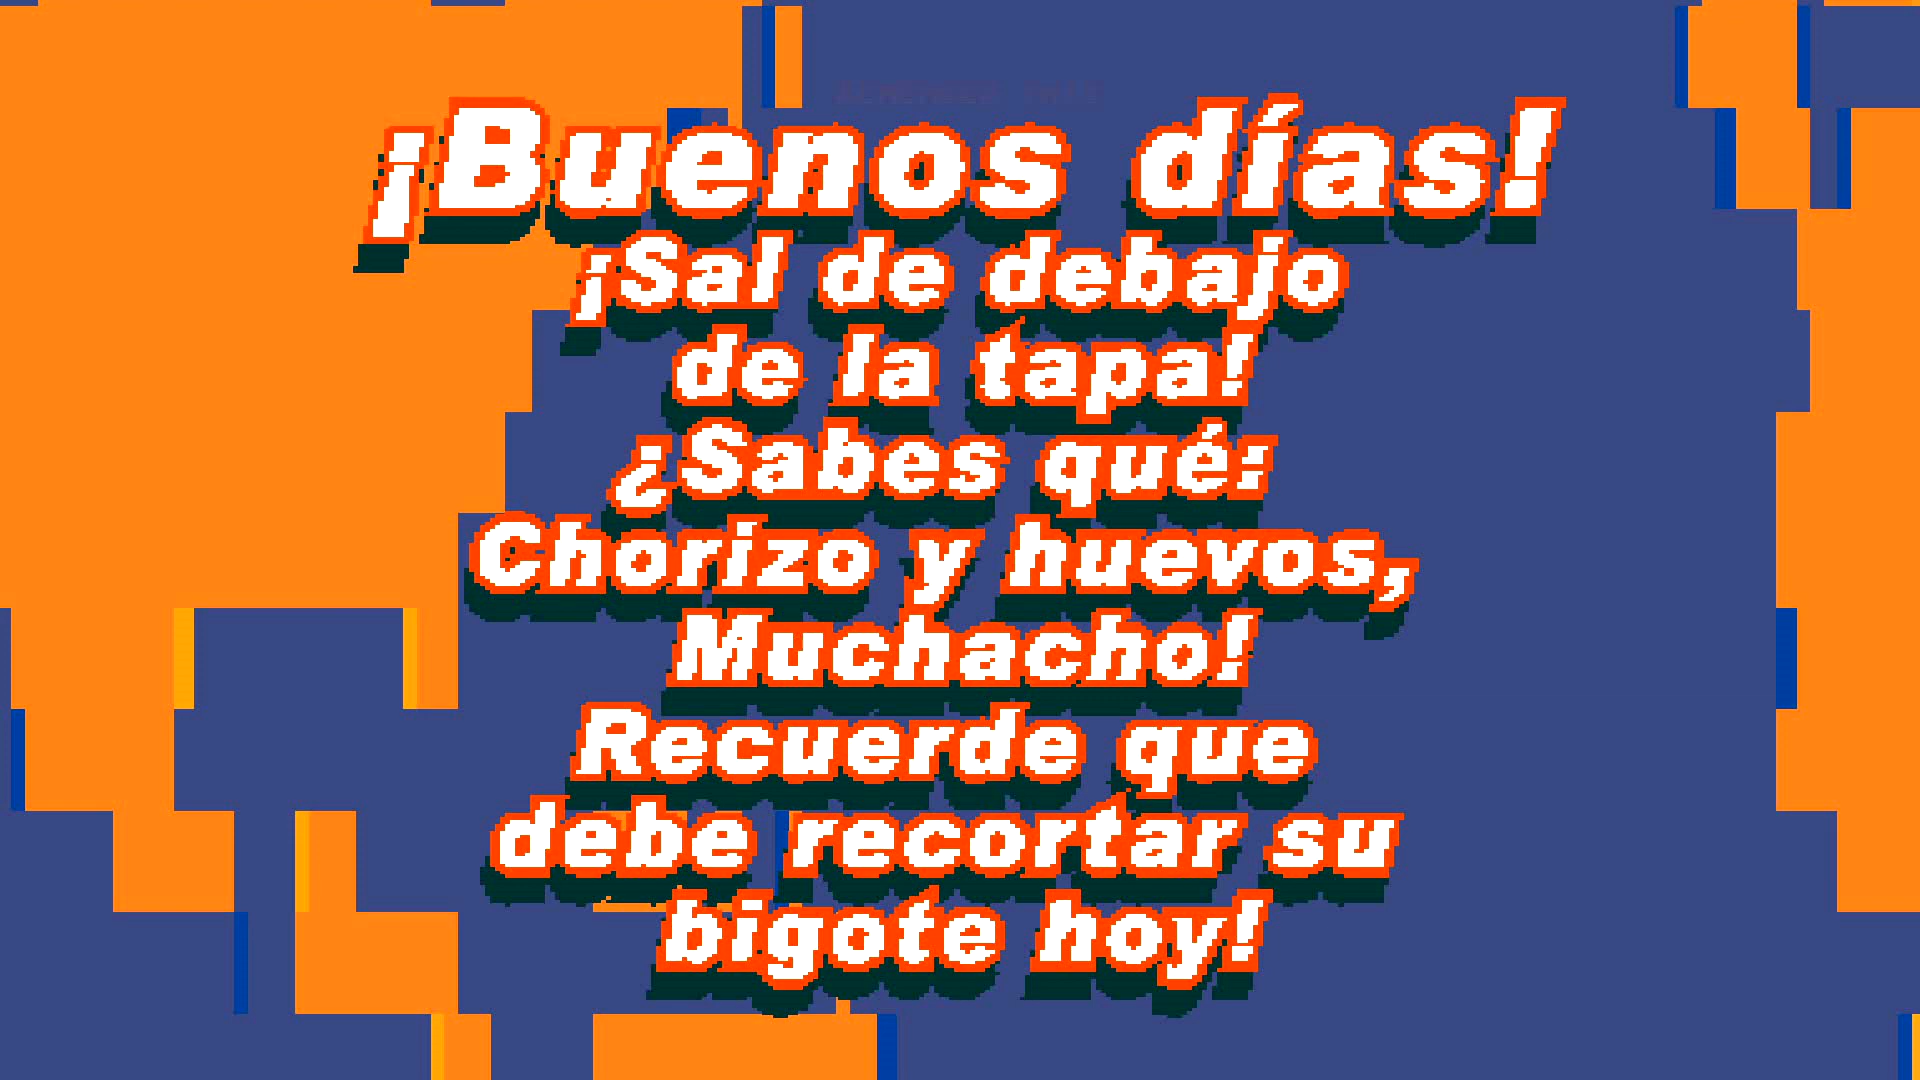 ¡Buenos días!
¡Sal de debajo
de la tapa!
¿Sabes qué:
Chorizo y huevos,
Muchacho!
Recuerde que
debe recortar su
bigote hoy!